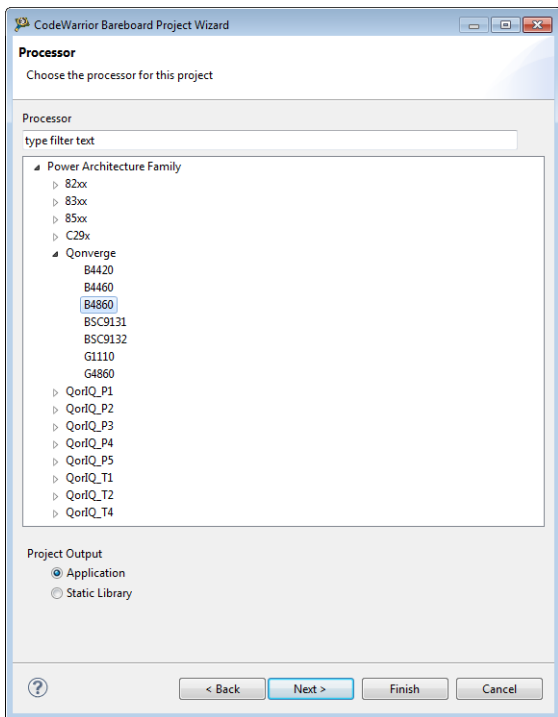 CodeWarrior Bareboard Project Wizard
Processor
Choose the processor for this project
Processor
type filter text
Power Architecture Family
82xx
83xx
85xx
C29x
Qonverge
B4420
B4460
B4860
BSC9131
BSC9132
G1110
G4860
QorIQ_P1
QorIQ_P2
QorIQ_P3
QorIQ_P4
QorIQ_P5
QorIQ_T1
QorIQ_T2
QorIQ_T4
Project Output
Application
Static Library
? < Back Next > Finish Cancel